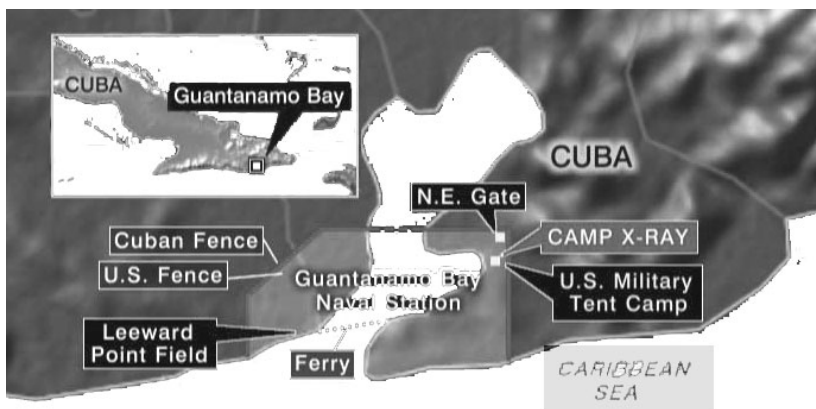 CUBA
Guantanamo Bay
CUBA
N.E. Gate
Cuban Fence
CAMP X-RAY
U.S. Fence
Guantanamo Bay
Naval Station
U.S. Military
Tent Camp
Leeward
Point Field
Ferry
CARIBBEAN
SEA